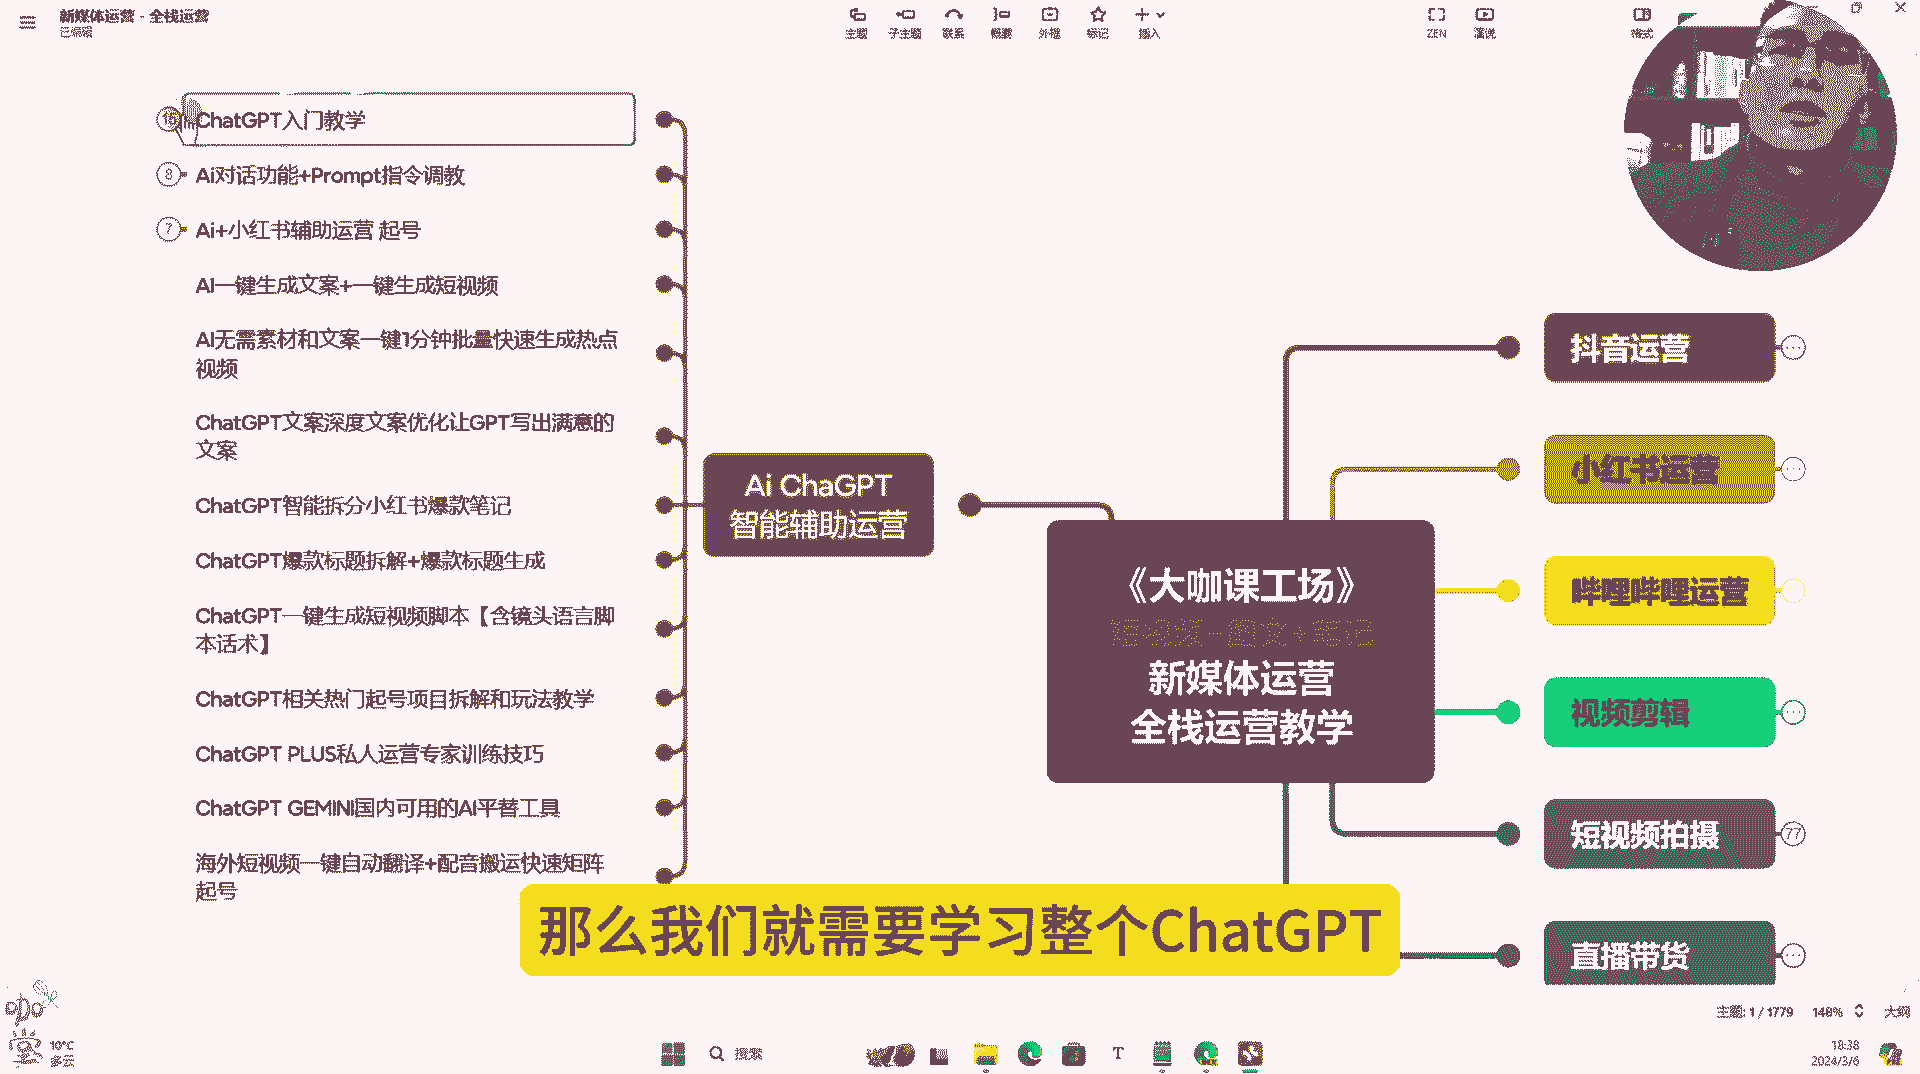 新媒体运营 - 全栈运营
已编辑
主题
子主题
联系
概要
外框
标记
插入
ZEN
演说
格式
ChatGPT入门教学
8
Ai对话功能+Prompt指令调教
7
Ai+小红书辅助运营 起号
AI一键生成文案+一键生成短视频
AI无需素材和文案一键1分钟批量快速生成热点
视频
ChatGPT文案深度文案优化让GPT写出满意的
文案
ChatGPT智能拆分小红书爆款笔记
ChatGPT爆款标题拆解+爆款标题生成
ChatGPT一键生成短视频脚本【含镜头语言脚
本话术】
ChatGPT相关热门起号项目拆解和玩法教学
ChatGPT PLUS私人运营专家训练技巧
ChatGPT GEMINI国内可用的AI平替工具
海外短视频一键自动翻译+配音搬运快速矩阵
起号
Ai ChaGPT
智能辅助运营
《大咖课工场》
短视频+图文+笔记
新媒体运营
全栈运营教学
抖音运营
小红书运营
哔哩哔哩运营
视频剪辑
短视频拍摄
77
直播带货
那么我们就需要学习整个ChatGPT
主题: 1 / 1779
148%
大纲
10°C
多云
搜索
18:38
2024/3/6